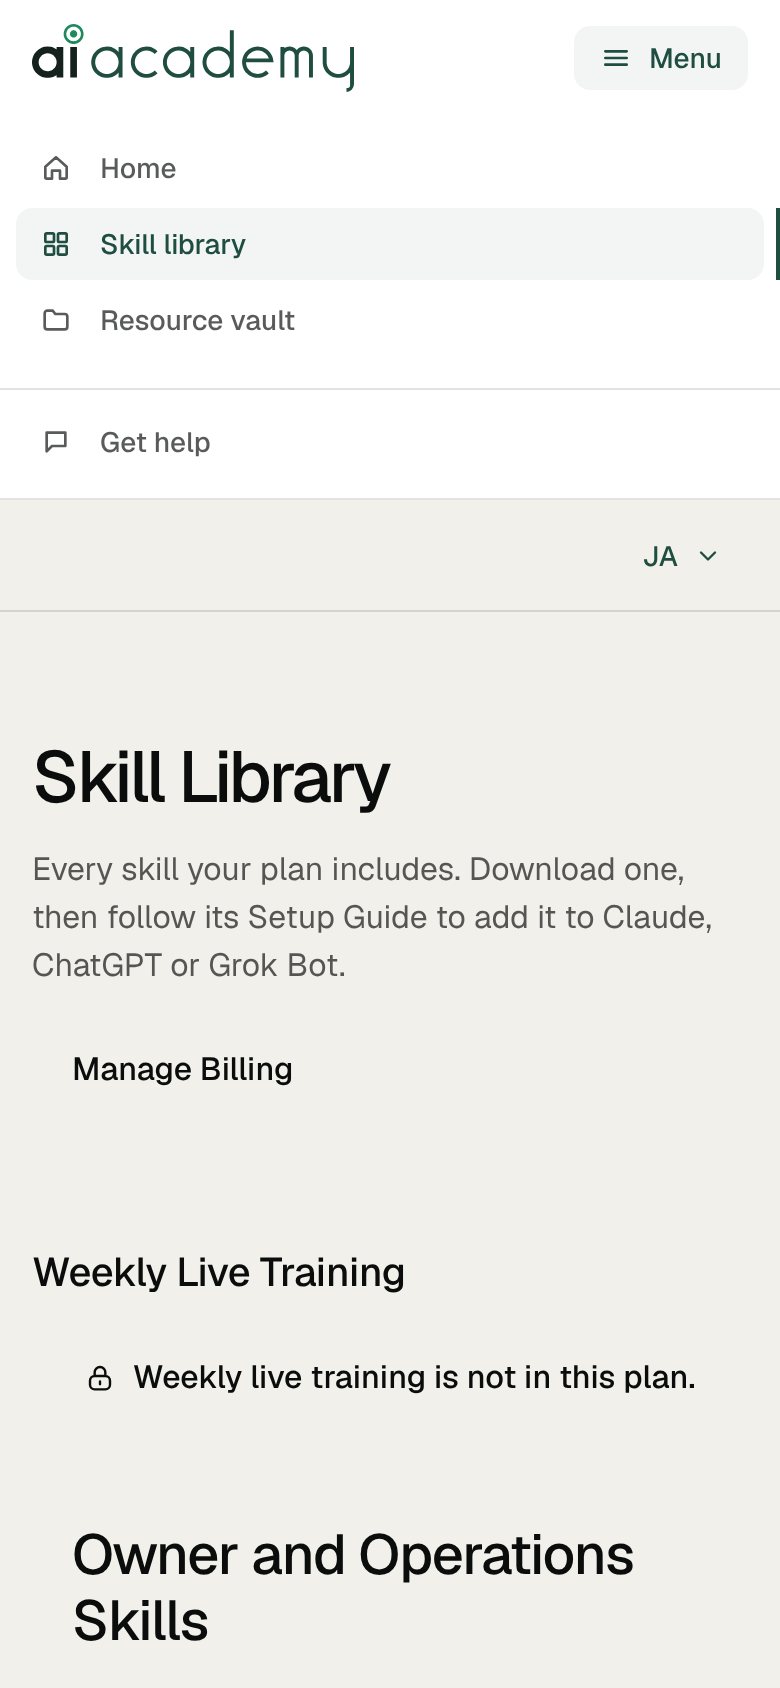 ai academy
Menu
Home
Skill library
Resource vault
Get help
JA
Skill Library
Every skill your plan includes. Download one,
then follow its Setup Guide to add it to Claude,
ChatGPT or Grok Bot.
Manage Billing
Weekly Live Training
Weekly live training is not in this plan.
Owner and Operations
Skills